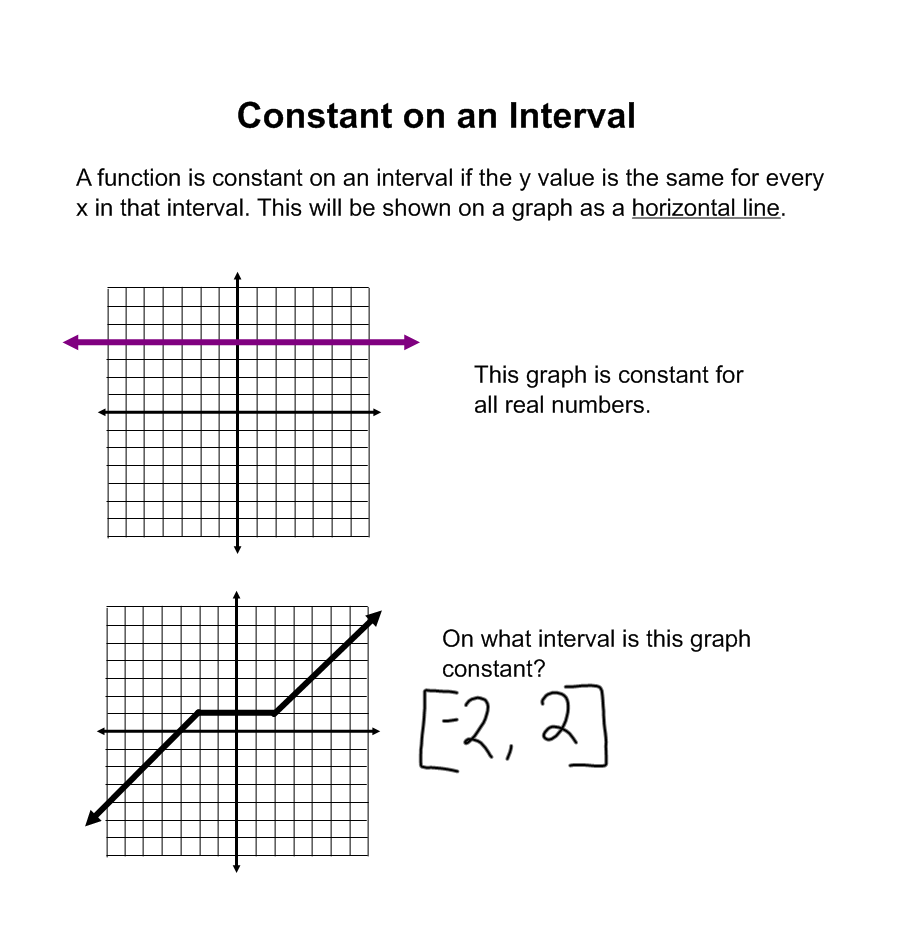 Constant on an Interval
A function is constant on an interval if the y value is the same for every
x in that interval. This will be shown on a graph as a horizontal line.
This graph is constant for
all real numbers.
On what interval is this graph
constant?
[-2, 2]